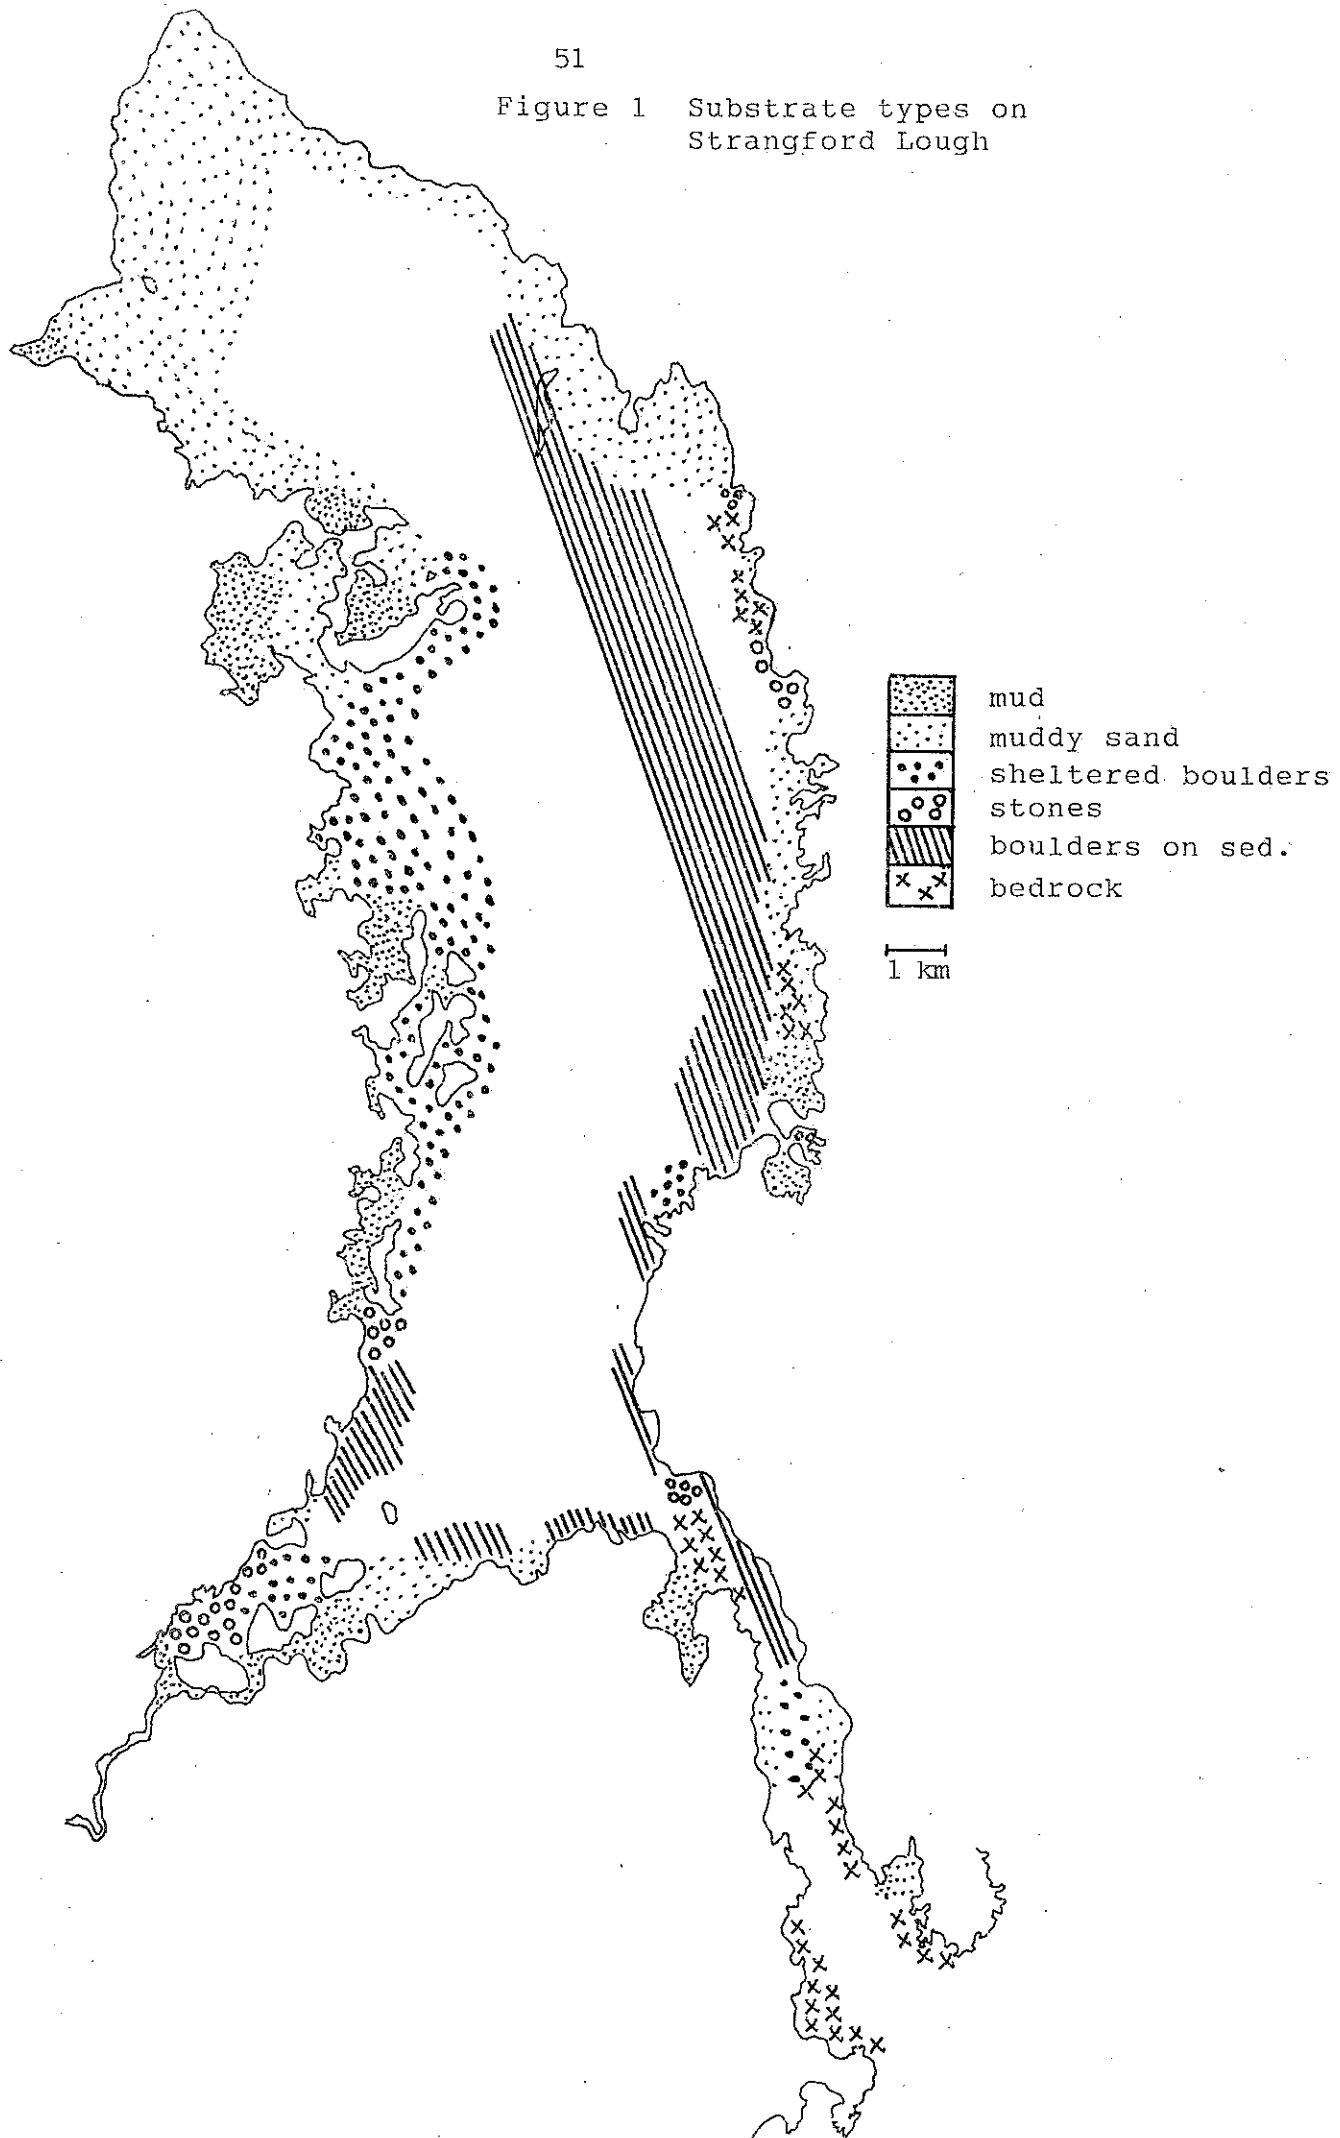 51
Figure 1 Substrate types on
Strangford Lough
mud
muddy sand
sheltered boulders
stones
boulders on sed.
bedrock
1 km